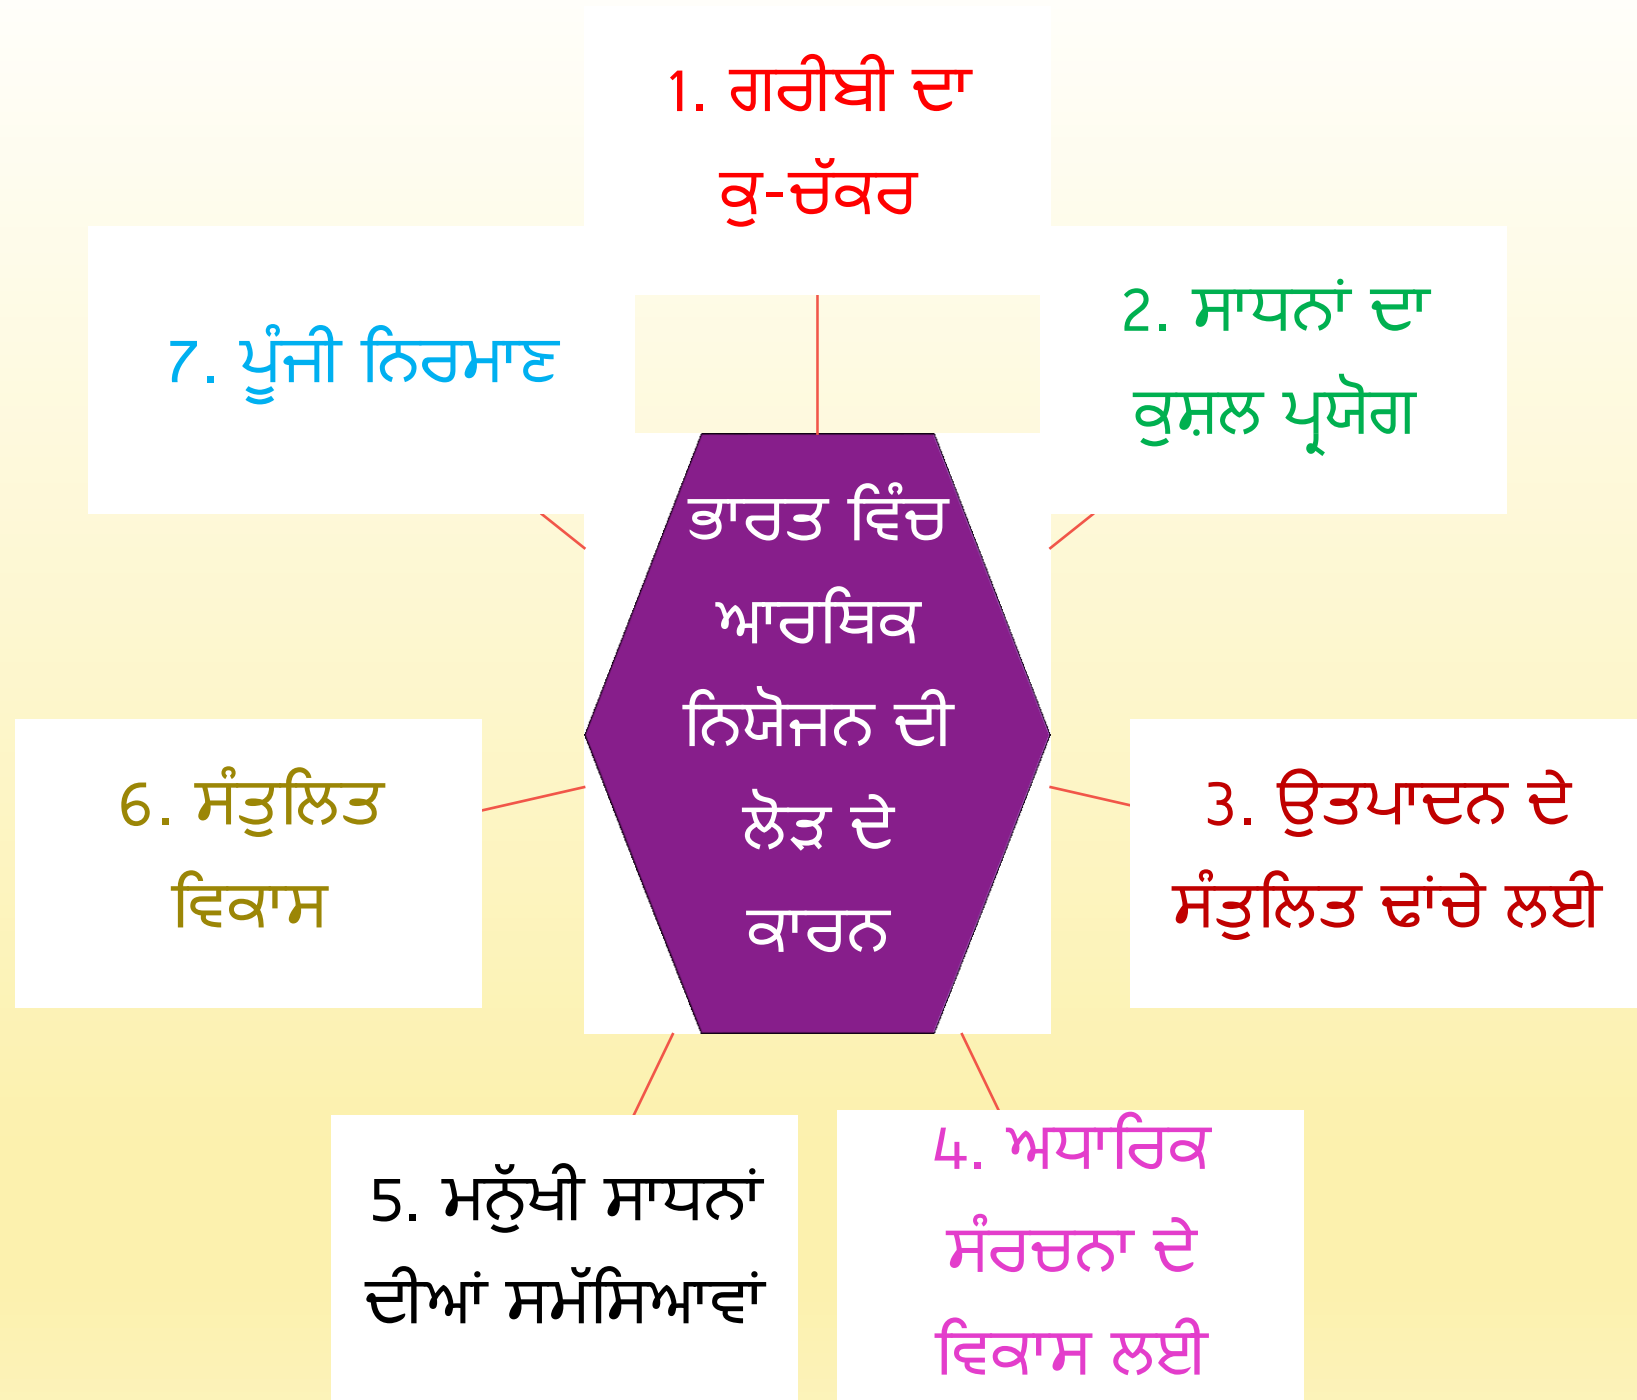 1. ਗਰੀਬੀ ਦਾ
ਕੁ-ਚੱਕਰ
2. ਸਾਧਨਾਂ ਦਾ
ਕੁਸ਼ਲ ਪ੍ਰਯੋਗ
3. ਉਤਪਾਦਨ ਦੇ
ਸੰਤੁਲਿਤ ਢਾਂਚੇ ਲਈ
4. ਅਧਾਰਿਕ
ਸੰਰਚਨਾ ਦੇ
ਵਿਕਾਸ ਲਈ
5. ਮਨੁੱਖੀ ਸਾਧਨਾਂ
ਦੀਆਂ ਸਮੱਸਿਆਵਾਂ
6. ਸੰਤੁਲਿਤ
ਵਿਕਾਸ
7. ਪੂੰਜੀ ਨਿਰਮਾਣ
ਭਾਰਤ ਵਿੰਚ
ਆਰਥਿਕ
ਨਿਯੋਜਨ ਦੀ
ਲੋੜ ਦੇ
ਕਾਰਨ